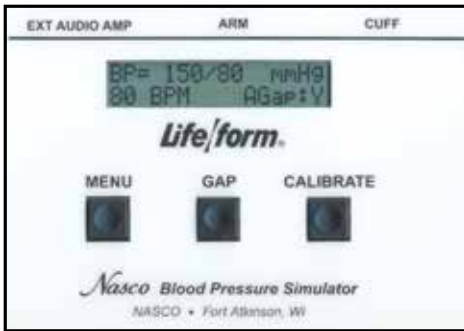 EXT AUDIO AMP ARM CUFF
BP= 150/80 mmHg
80 BPM AGap:Y
Life/form®
MENU GAP CALIBRATE
Nasco Blood Pressure Simulator
NASCO • Fort Atkinson, WI